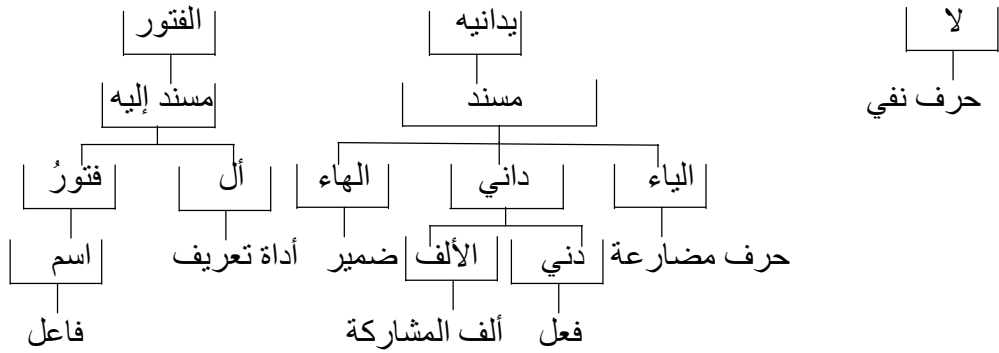 لا يدانيه الفتور
مسند مسند إليه
حرف نفي
الياء داني الهاء أل فتورُ
دني الألف اسم
حرف مضارعة ضمير أداة تعريف
فعل ألف المشاركة فاعل